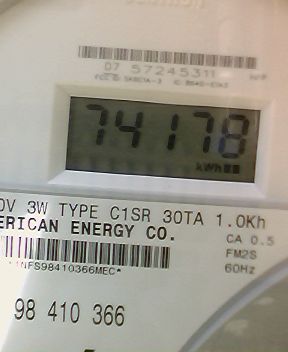 07 57245311
74178
kWh
0V 3W TYPE C1SR 30TA 1.0Kh
ERICAN ENERGY CO.
CA 0.5
FM2S
60Hz
1NFS98410366MEC*
98 410 366